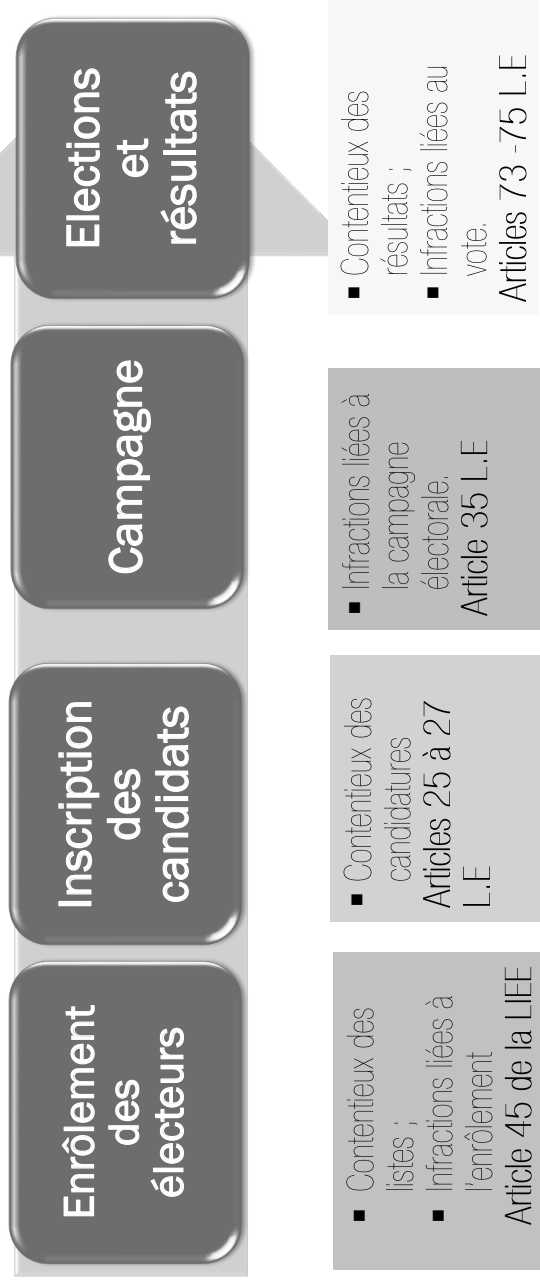 Enrôlement
des
électeurs
Inscription
des
candidats
Campagne
Elections
et
résultats
▪ Contentieux des
listes ;
▪ Infractions liées à
l'enrôlement
Article 45 de la LIEE
▪ Contentieux des
candidatures
Articles 25 à 27
L.E
▪ Infractions liées à
la campagne
électorale.
Article 35 L.E
▪ Contentieux des
résultats ;
▪ Infractions liées au
vote.
Articles 73 -75 L.E